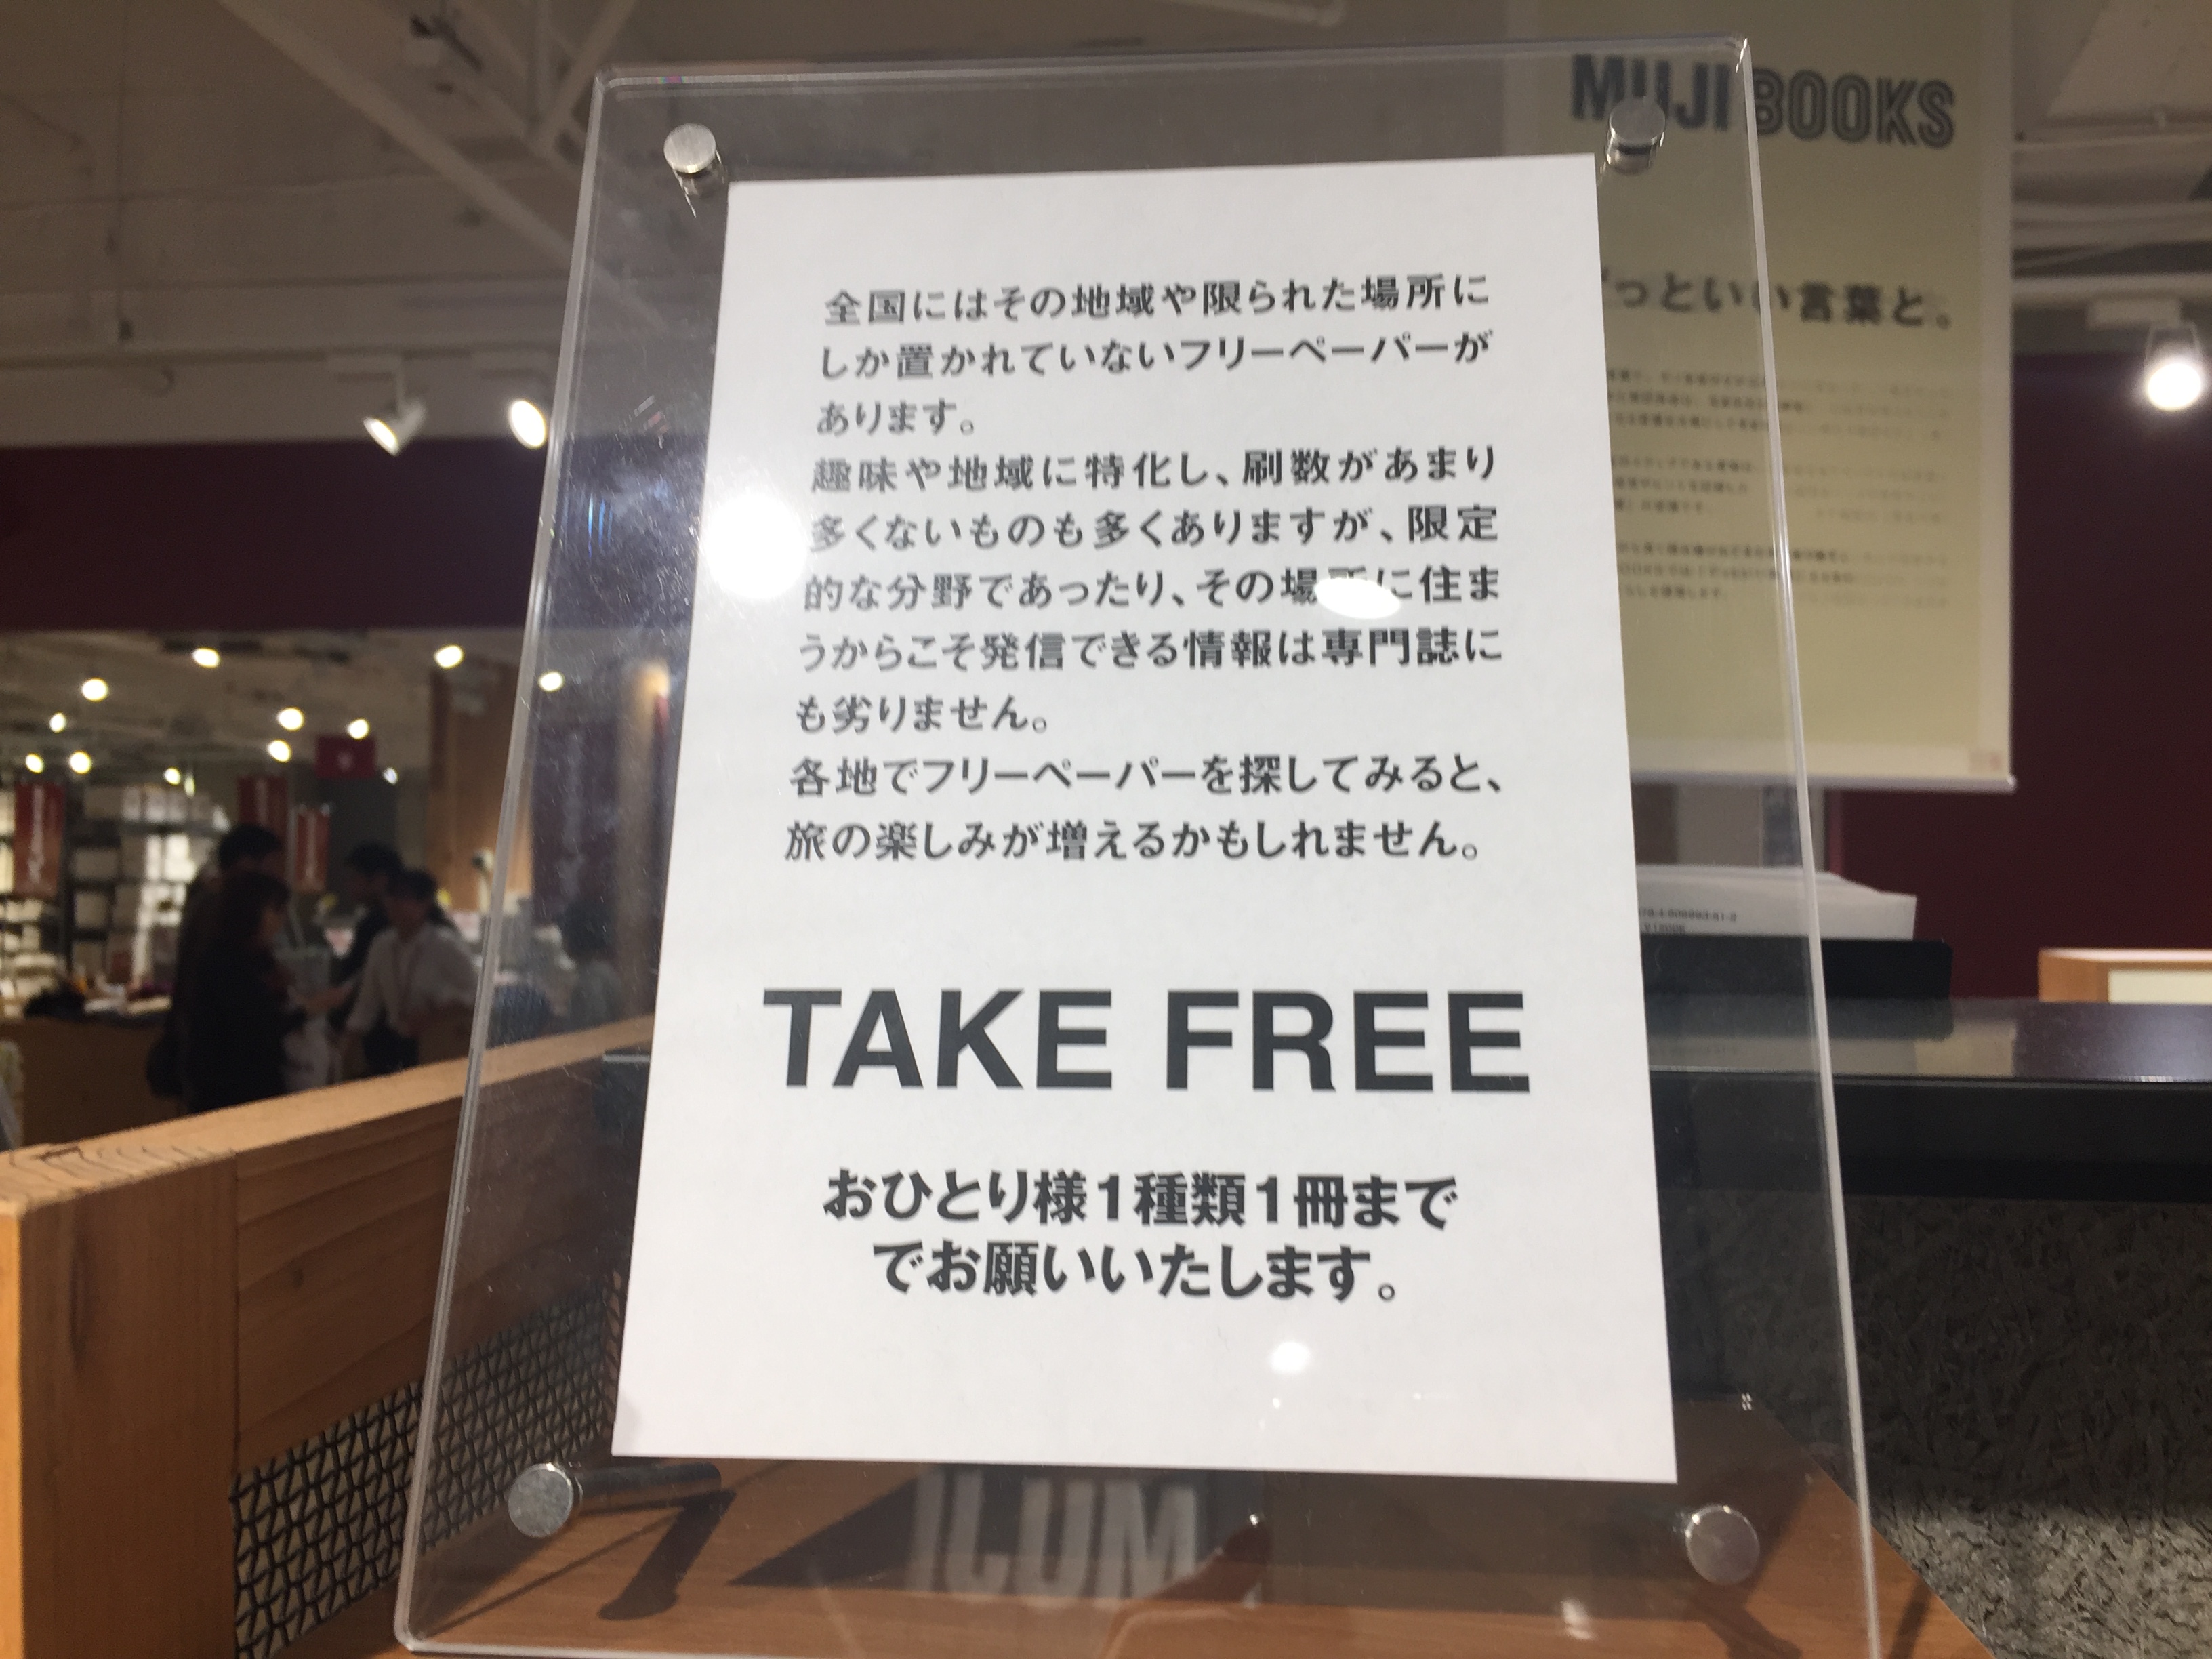 MUJI BOOKS
っといい言葉と。
全国にはその地域や限られた場所に
しか置かれていないフリーペーパーが
あります。
趣味や地域に特化し、刷数があまり
多くないものも多くありますが、限定
的な分野であったり、その場所に住ま
うからこそ発信できる情報は専門誌に
も劣りません。
各地でフリーペーパーを探してみると、
旅の楽しみが増えるかもしれません。
TAKE FREE
おひとり様1種類1冊まで
でお願いいたします。